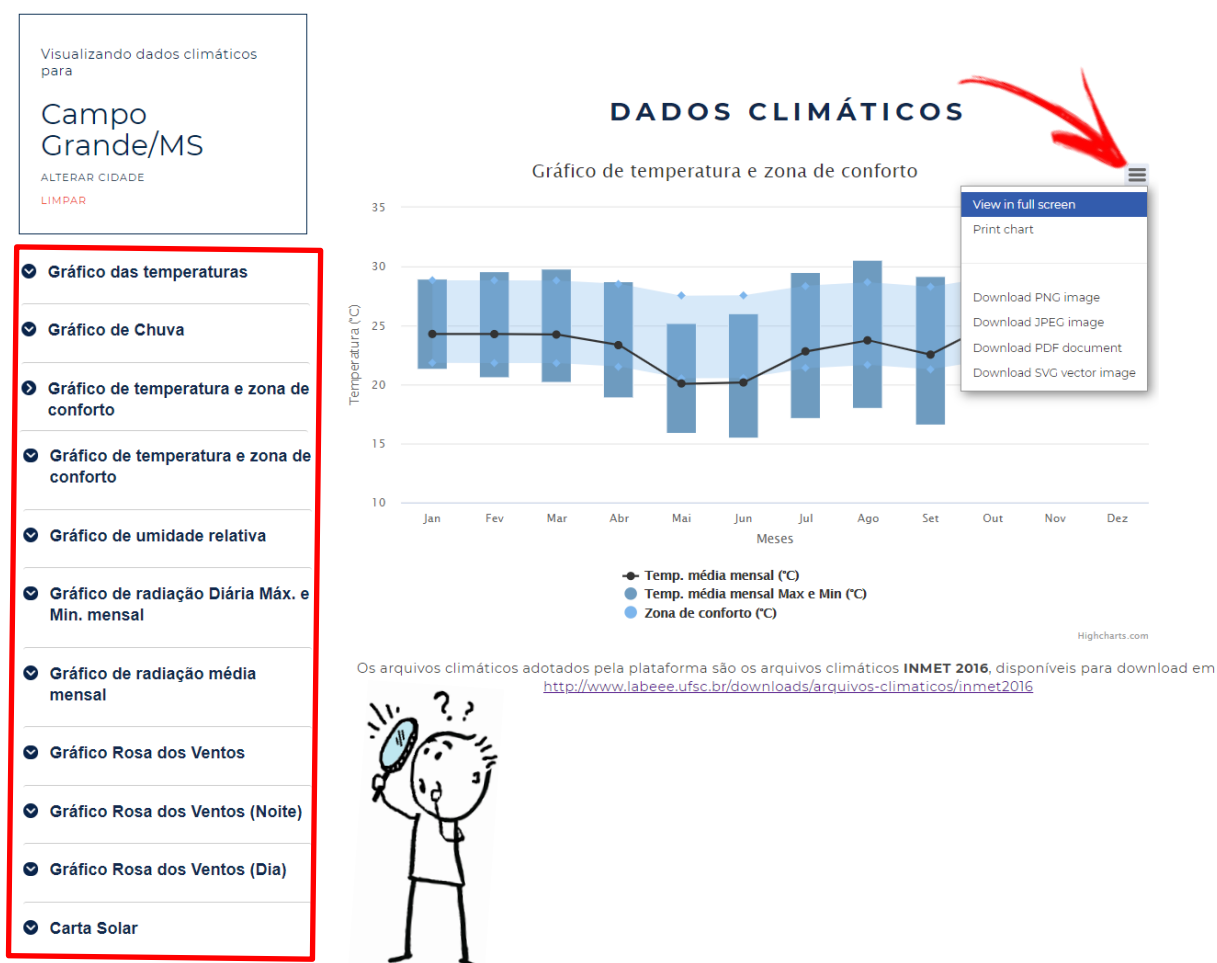 Visualizando dados climáticos
para
Campo
Grande/MS
ALTERAR CIDADE
LIMPAR
Gráfico das temperaturas
Gráfico de Chuva
Gráfico de temperatura e zona de
conforto
Gráfico de temperatura e zona de
conforto
Gráfico de umidade relativa
Gráfico de radiação Diária Máx. e
Min. mensal
Gráfico de radiação média
mensal
Gráfico Rosa dos Ventos
Gráfico Rosa dos Ventos (Noite)
Gráfico Rosa dos Ventos (Dia)
Carta Solar
DADOS CLIMÁTICOS
Gráfico de temperatura e zona de conforto
View in full screen
Print chart
Download PNG image
Download JPEG image
Download PDF document
Download SVG vector image
Temperatura (°C)
35
30
25
20
15
10
Jan Fev Mar Abr Mai Jun Jul Ago Set Out Nov Dez
Meses
Temp. média mensal (°C)
Temp. média mensal Max e Min (°C)
Zona de conforto (°C)
Highcharts.com
Os arquivos climáticos adotados pela plataforma são os arquivos climáticos INMET 2016, disponíveis para download em
http://www.labeee.ufsc.br/downloads/arquivos-climaticos/inmet2016
? ? ?